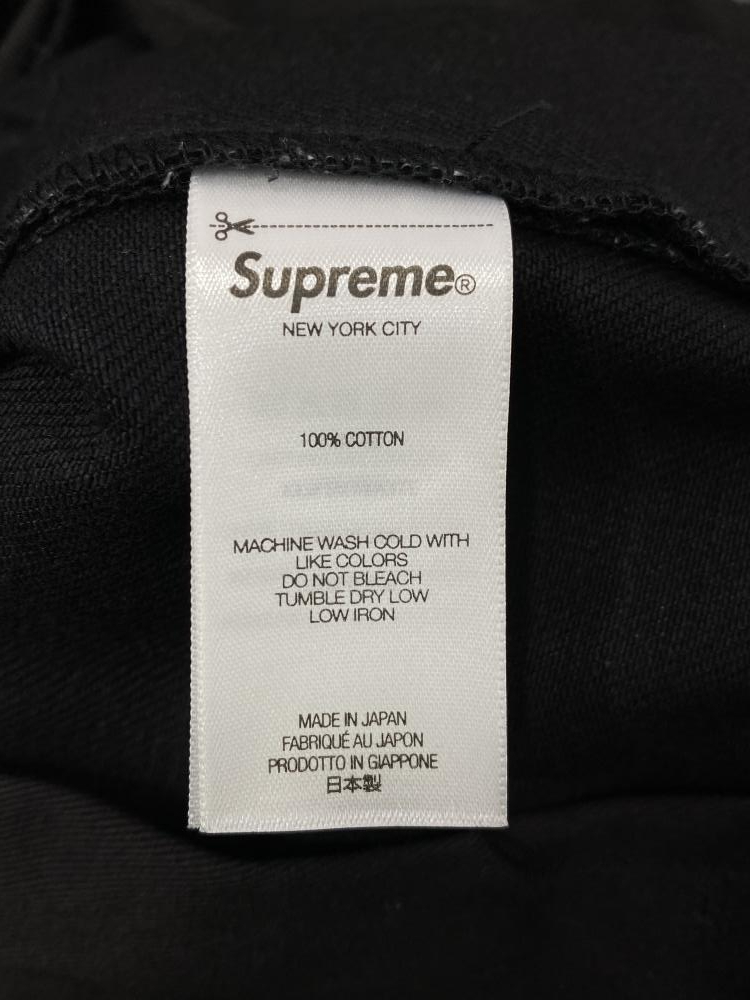 Supreme®
NEW YORK CITY
100% COTTON
MACHINE WASH COLD WITH
LIKE COLORS
DO NOT BLEACH
TUMBLE DRY LOW
LOW IRON
MADE IN JAPAN
FABRIQUÉ AU JAPON
PRODOTTO IN GIAPPONE
日本製